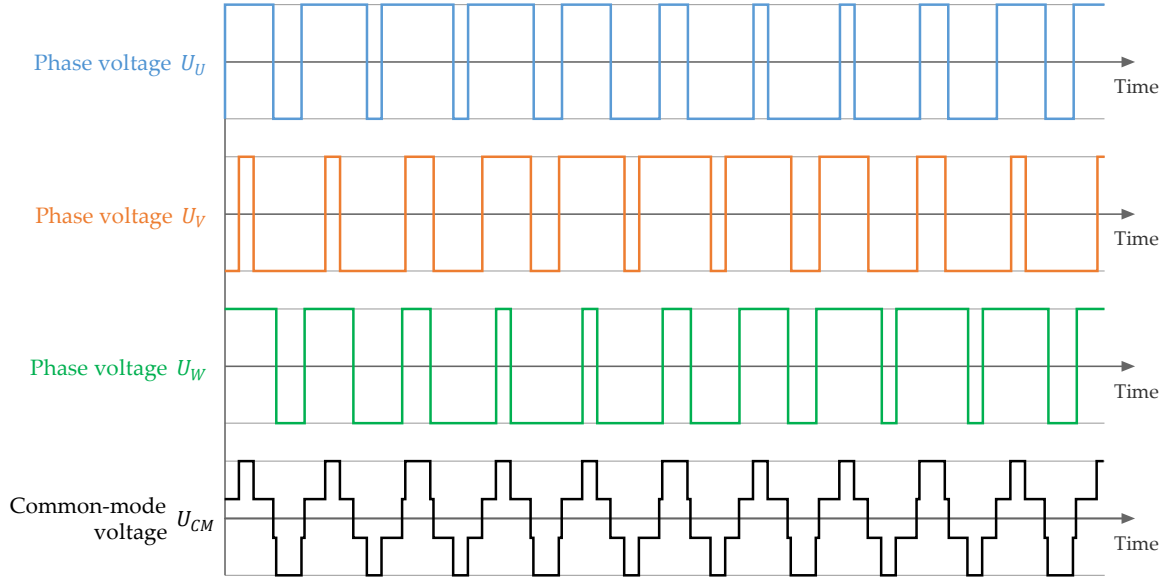 Phase voltage U_U
Time
Phase voltage U_V
Time
Phase voltage U_W
Time
Common-mode
voltage U_CM
Time